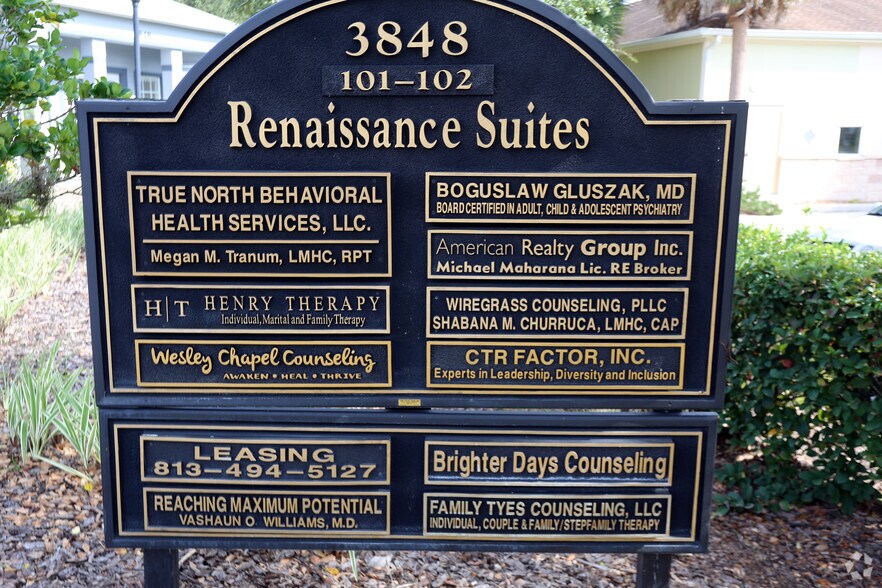 3848
101–102
Renaissance Suites
TRUE NORTH BEHAVIORAL
HEALTH SERVICES, LLC.
Megan M. Tranum, LMHC, RPT
H|T HENRY THERAPY
Individual, Marital and Family Therapy
Wesley Chapel Counseling
AWAKEN • HEAL • THRIVE
BOGUSLAW GLUSZAK, MD
BOARD CERTIFIED IN ADULT, CHILD & ADOLESCENT PSYCHIATRY
American Realty Group Inc.
Michael Maharana Lic. RE Broker
WIREGRASS COUNSELING, PLLC
SHABANA M. CHURRUCA, LMHC, CAP
CTR FACTOR, INC.
Experts in Leadership, Diversity and Inclusion
LEASING
813–494–5127
REACHING MAXIMUM POTENTIAL
VASHAUN O. WILLIAMS, M.D.
Brighter Days Counseling
FAMILY TYES COUNSELING, LLC
INDIVIDUAL, COUPLE & FAMILY/STEPFAMILY THERAPY